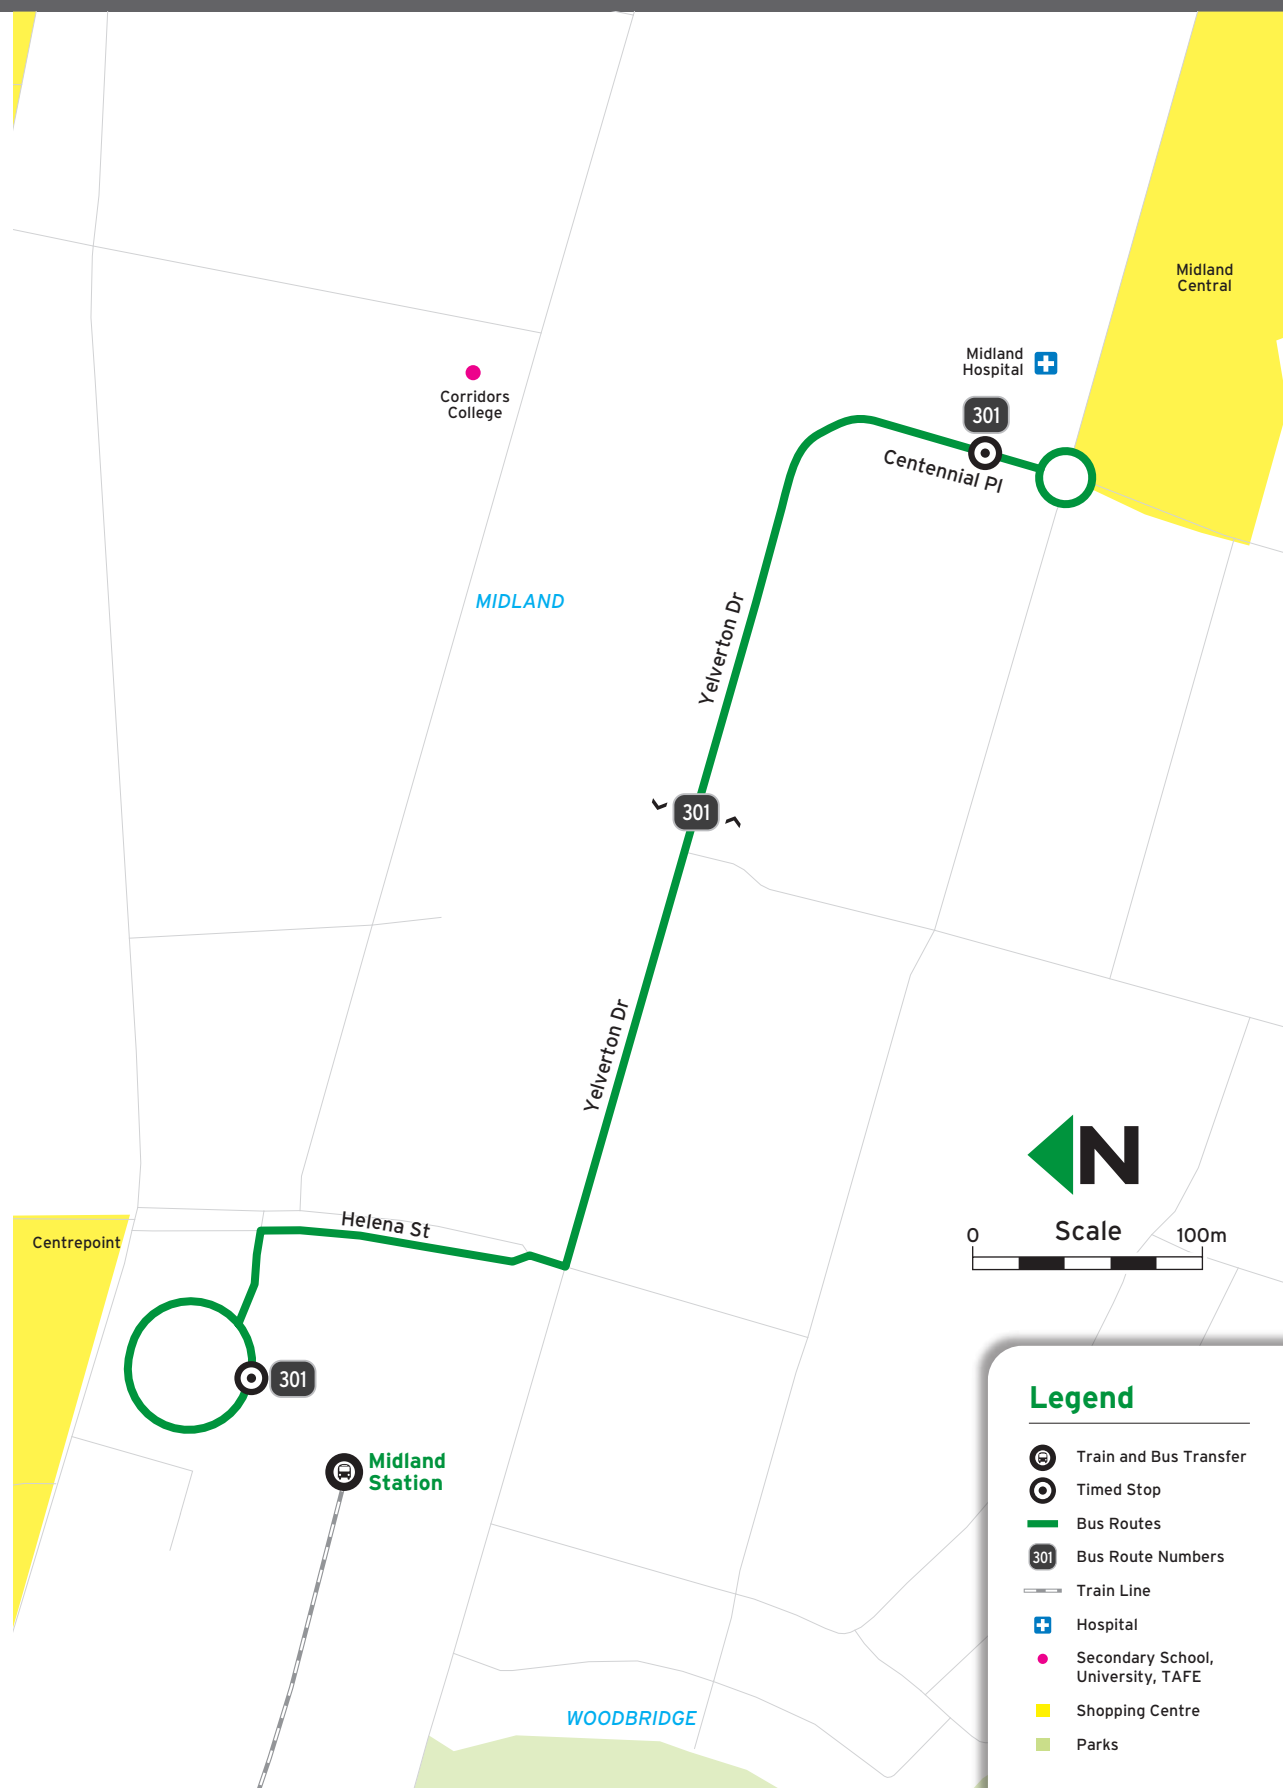 Midland
Central
Midland
Hospital
Corridors
College
301
Centennial Pl
MIDLAND
Yelverton Dr
301
Yelverton Dr
N
0 Scale 100m
Helena St
Centrepoint
301
Midland
Station
WOODBRIDGE
Legend
Train and Bus Transfer
Timed Stop
Bus Routes
301 Bus Route Numbers
Train Line
Hospital
Secondary School,
University, TAFE
Shopping Centre
Parks